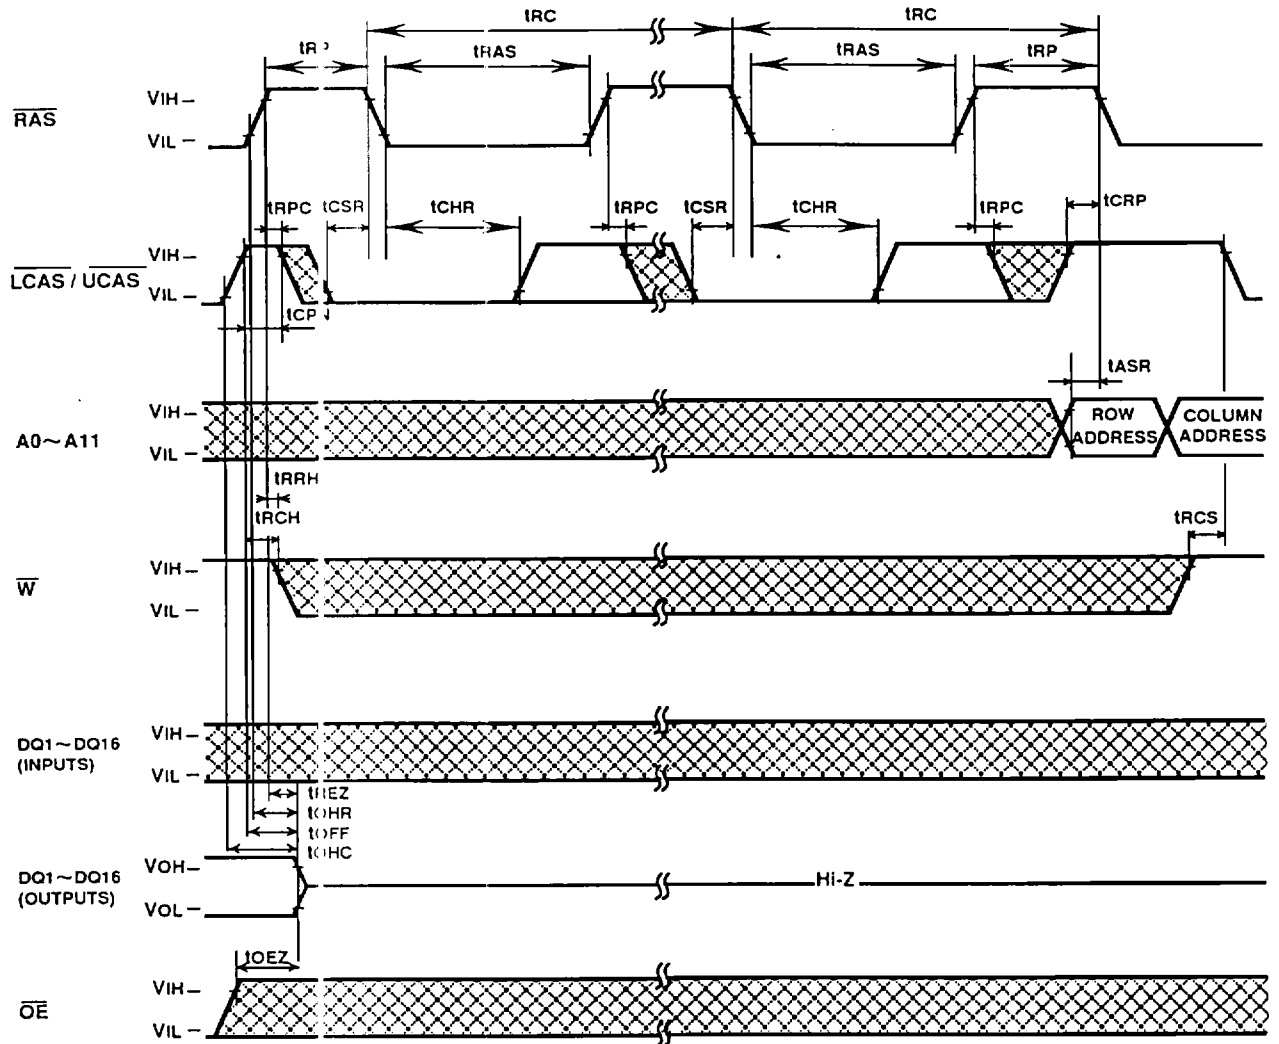 tRC tRC
tRP tRAS tRAS tRP
RAS
VIH
VIL
tRPC tCSR tCHR tRPC tCSR tCHR tRPC tCRP
LCAS / UCAS
VIH
VIL
tCPN
tASR
A0~A11
VIH
VIL
ROW ADDRESS
COLUMN ADDRESS
tRRH
tRCH
tRCS
W
VIH
VIL
DQ1~DQ16
(INPUTS)
VIH
VIL
tREZ
tOHR
tOFF
tOHC
DQ1~DQ16
(OUTPUTS)
VOH
VOL
Hi-Z
tOEZ
OE
VIH
VIL